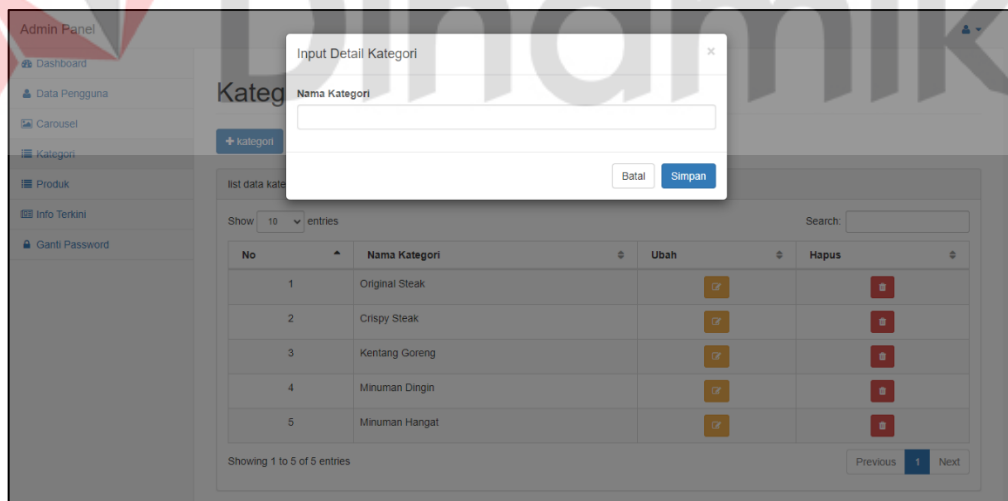 Dinamik
Admin Panel
Dashboard
Data Pengguna
Carousel
Kategori
Produk
Info Terkini
Ganti Password
Kateg
+ kategori
Input Detail Kategori
×
Nama Kategori
Batal Simpan
list data kate
Show 10 entries Search:
No Nama Kategori Ubah Hapus
1 Original Steak
2 Crispy Steak
3 Kentang Goreng
4 Minuman Dingin
5 Minuman Hangat
Showing 1 to 5 of 5 entries Previous 1 Next